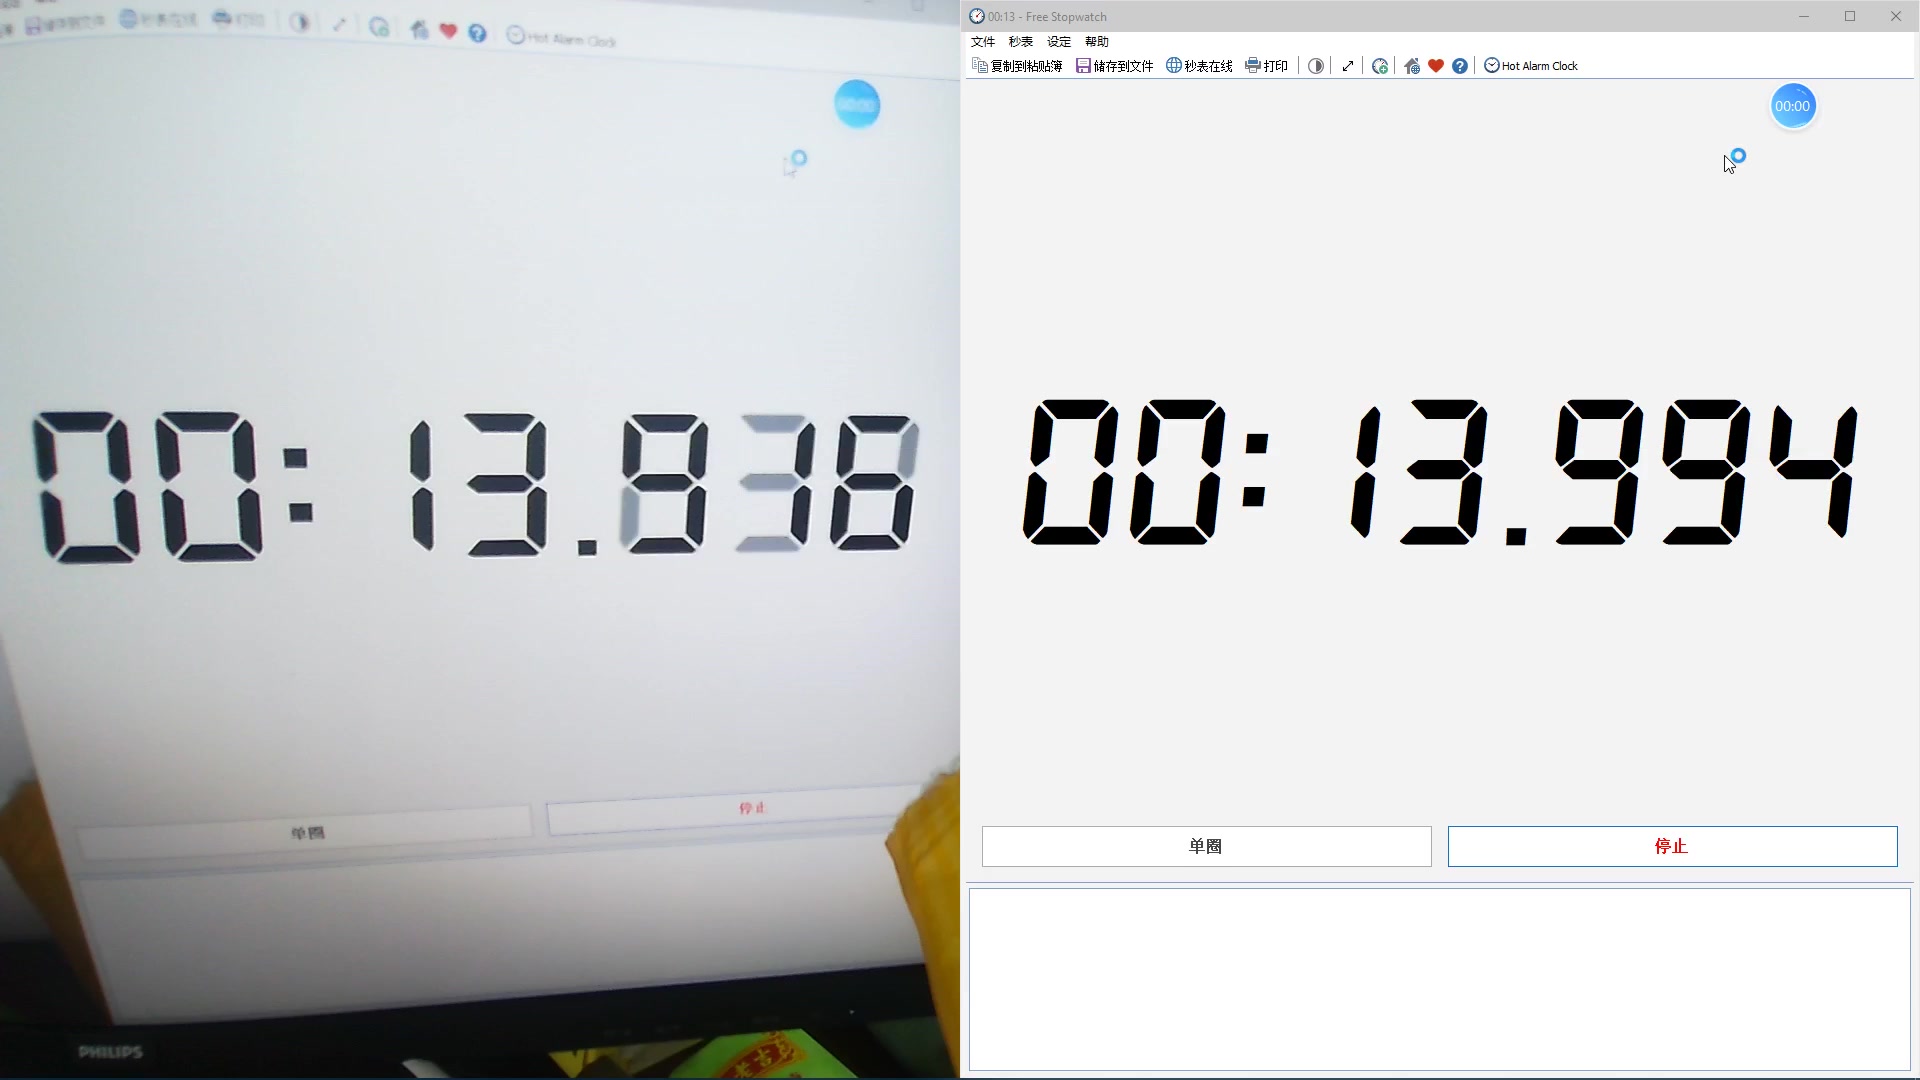 00:13 - Free Stopwatch
文件 秒表 设定 帮助
复制到粘贴簿 储存到文件 秒表在线 打印 Hot Alarm Clock
00:00
00:13.994
单圈 停止
储存到文件 秒表在线 打印 Hot Alarm Clock
00:13.
单圈 停止
PHILIPS